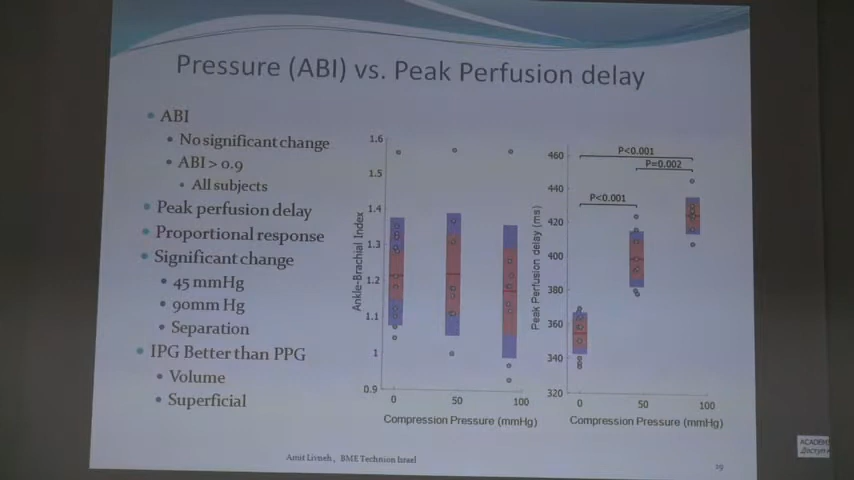 Pressure (ABI) vs. Peak Perfusion delay
ABI
No significant change
ABI > 0.9
All subjects
Peak perfusion delay
Proportional response
Significant change
45 mmHg
90mm Hg
Separation
IPG Better than PPG
Volume
Superficial
Ankle-Brachial Index
1.6
1.5
1.4
1.3
1.2
1.1
1
0.9
0
50
100
Compression Pressure (mmHg)
Peak Perfusion delay (ms)
460
440
420
400
380
360
340
320
P<0.001
P=0.002
P<0.001
0
50
100
Compression Pressure (mmHg)
Amit Livneh, BME Technion Israel
ACADEM
Доступ